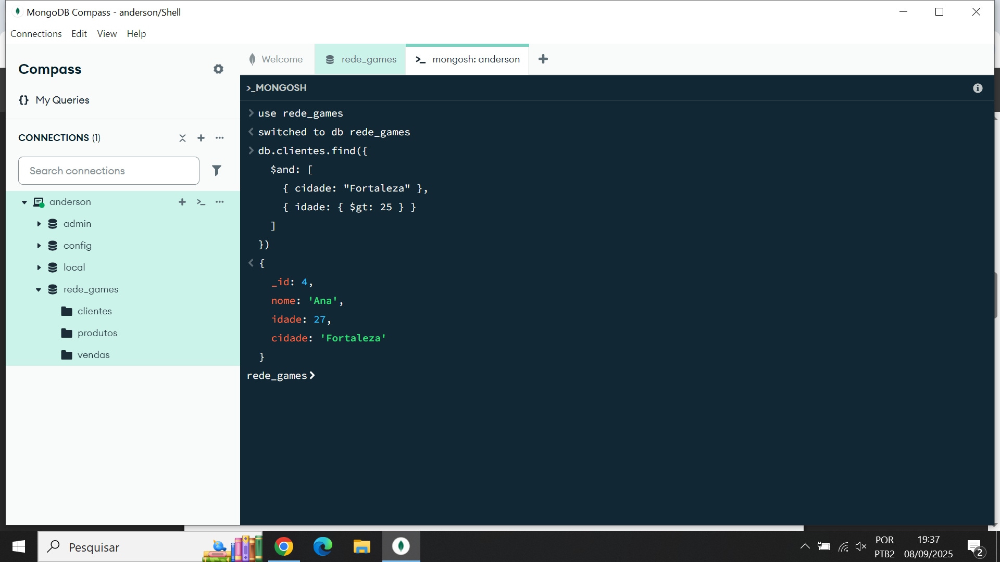 MongoDB Compass - anderson/Shell
Connections Edit View Help
Compass
{} My Queries
CONNECTIONS (1)
Search connections
anderson
admin
config
local
rede_games
clientes
produtos
vendas
Welcome
rede_games
>_ mongosh: anderson
>_MONGOSH
use rede_games
switched to db rede_games
db.clientes.find({
$and: [
{ cidade: "Fortaleza" },
{ idade: { $gt: 25 } }
]
})
{
_id: 4,
nome: 'Ana',
idade: 27,
cidade: 'Fortaleza'
}
rede_games>
Pesquisar
POR
PTB2
19:37
08/09/2025
2